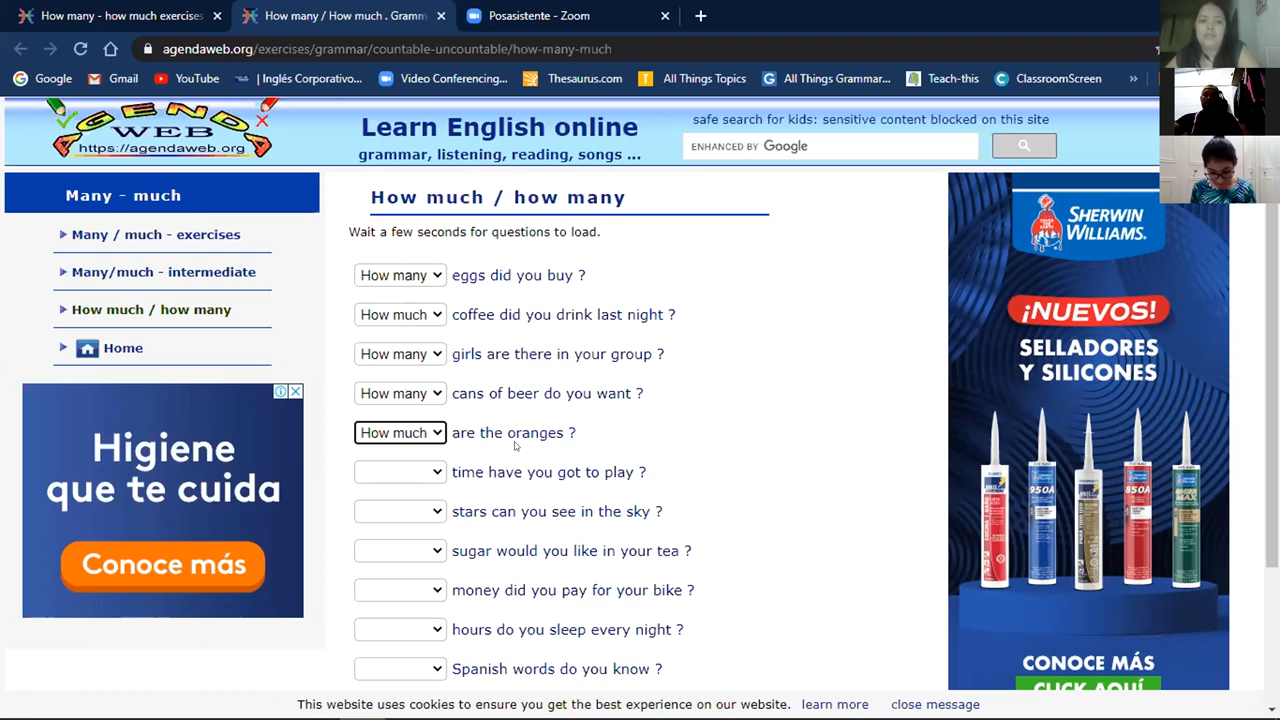 How many - how much exercises
How many / How much . Gramm
Posasistente - Zoom
agendaweb.org/exercises/grammar/countable-uncountable/how-many-much
Google
Gmail
YouTube
| Inglés Corporativo...
Video Conferencing...
Thesaurus.com
All Things Topics
All Things Grammar...
Teach-this
ClassroomScreen
»
AGENDA
WEB
https://agendaweb.org
Learn English online
grammar, listening, reading, songs ...
safe search for kids: sensitive content blocked on this site
ENHANCED BY Google
Many - much
Many / much - exercises
Many/much - intermediate
How much / how many
Home
Higiene
que te cuida
Conoce más
How much / how many
Wait a few seconds for questions to load.
How many eggs did you buy ?
How much coffee did you drink last night ?
How many girls are there in your group ?
How many cans of beer do you want ?
How much are the oranges ?
time have you got to play ?
stars can you see in the sky ?
sugar would you like in your tea ?
money did you pay for your bike ?
hours do you sleep every night ?
Spanish words do you know ?
SHERWIN
WILLIAMS.
¡NUEVOS!
SELLADORES
Y SILICONES
950A
850A
CONOCE MÁS
CLICK AQUÍ
This website uses cookies to ensure you get the best experience on our website.
learn more
close message